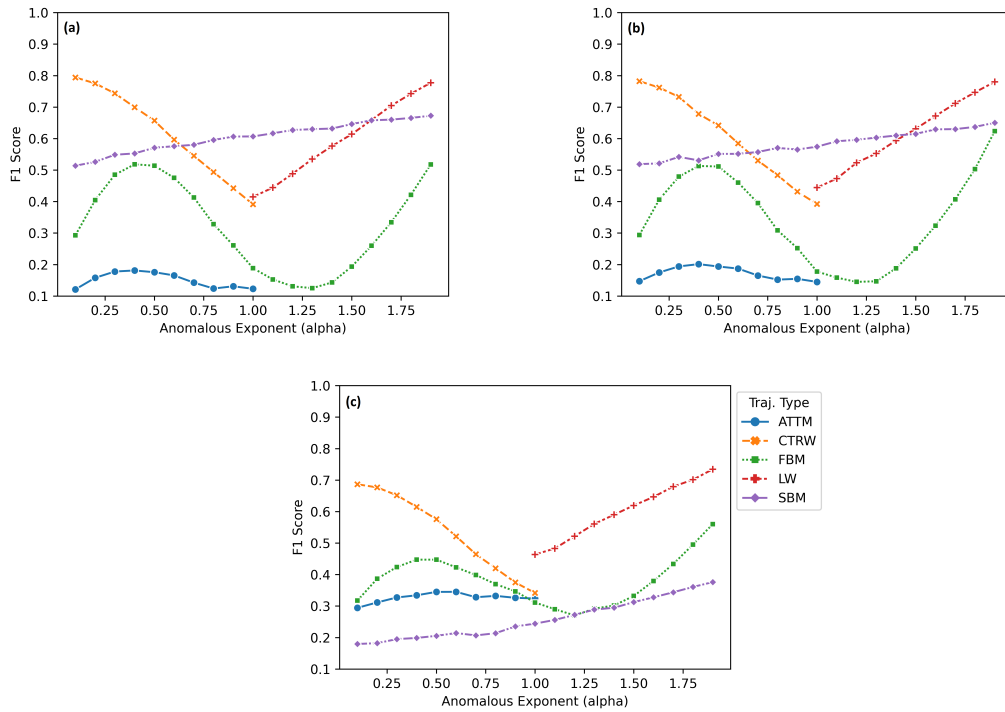 (a)
1.0
0.9
0.8
0.7
0.6
0.5
0.4
0.3
0.2
0.1
F1 Score
0.25 0.50 0.75 1.00 1.25 1.50 1.75
Anomalous Exponent (alpha)
(b)
1.0
0.9
0.8
0.7
0.6
0.5
0.4
0.3
0.2
0.1
F1 Score
0.25 0.50 0.75 1.00 1.25 1.50 1.75
Anomalous Exponent (alpha)
(c)
1.0
0.9
0.8
0.7
0.6
0.5
0.4
0.3
0.2
0.1
F1 Score
0.25 0.50 0.75 1.00 1.25 1.50 1.75
Anomalous Exponent (alpha)
Traj. Type
ATTM
CTRW
FBM
LW
SBM